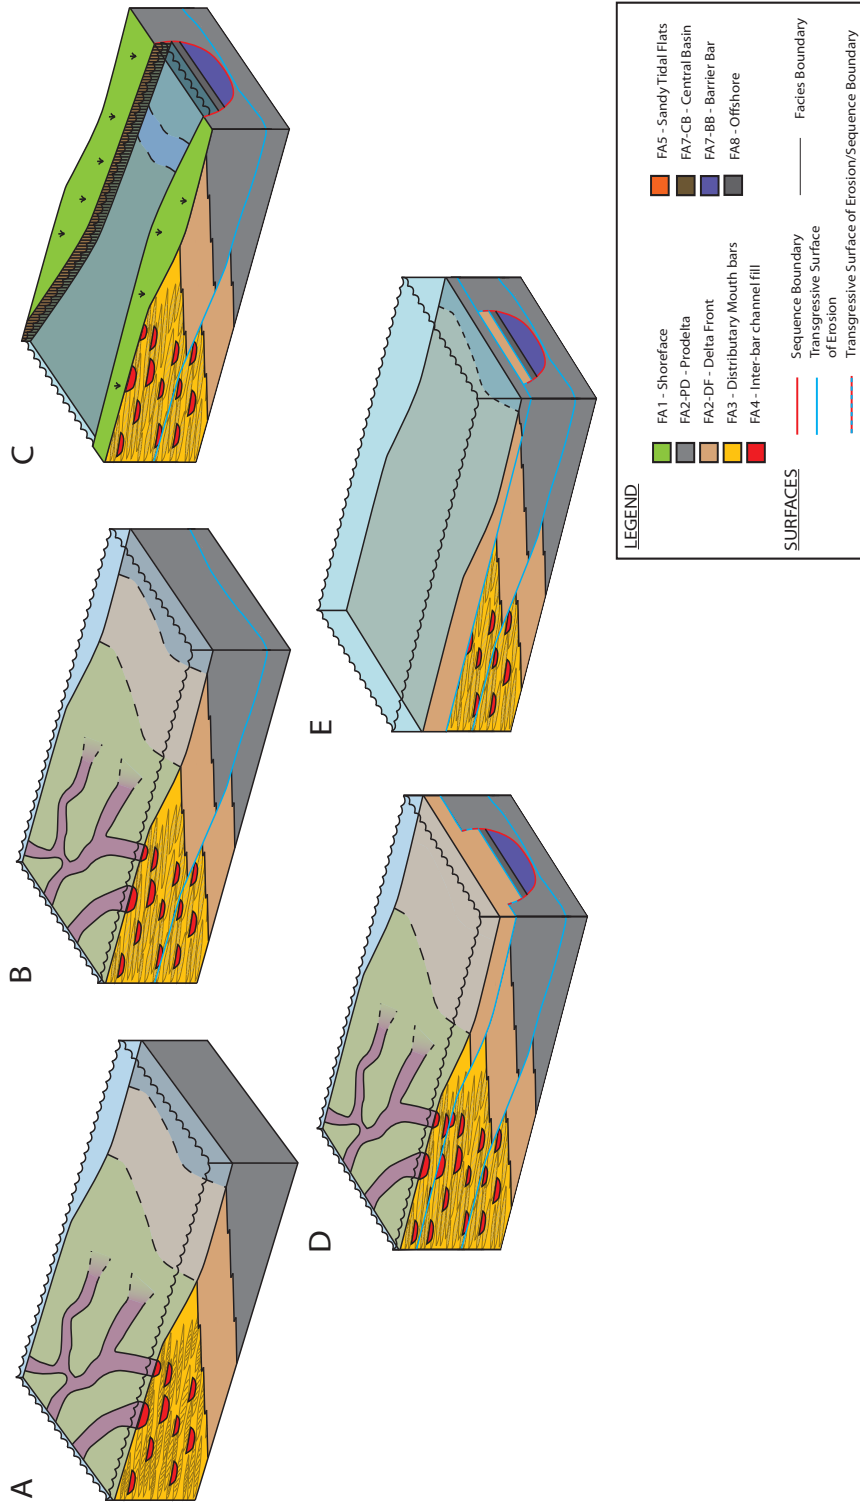 A
B
C
D
E
LEGEND
FA1 - Shoreface
FA2-PD - Prodelta
FA2-DF - Delta Front
FA3 - Distributary Mouth bars
FA4 - Inter-bar channel fill
FA5 - Sandy Tidal Flats
FA7-CB - Central Basin
FA7-BB - Barrier Bar
FA8 - Offshore
SURFACES
Sequence Boundary
Transgressive Surface
of Erosion
Transgressive Surface of Erosion/Sequence Boundary
Facies Boundary